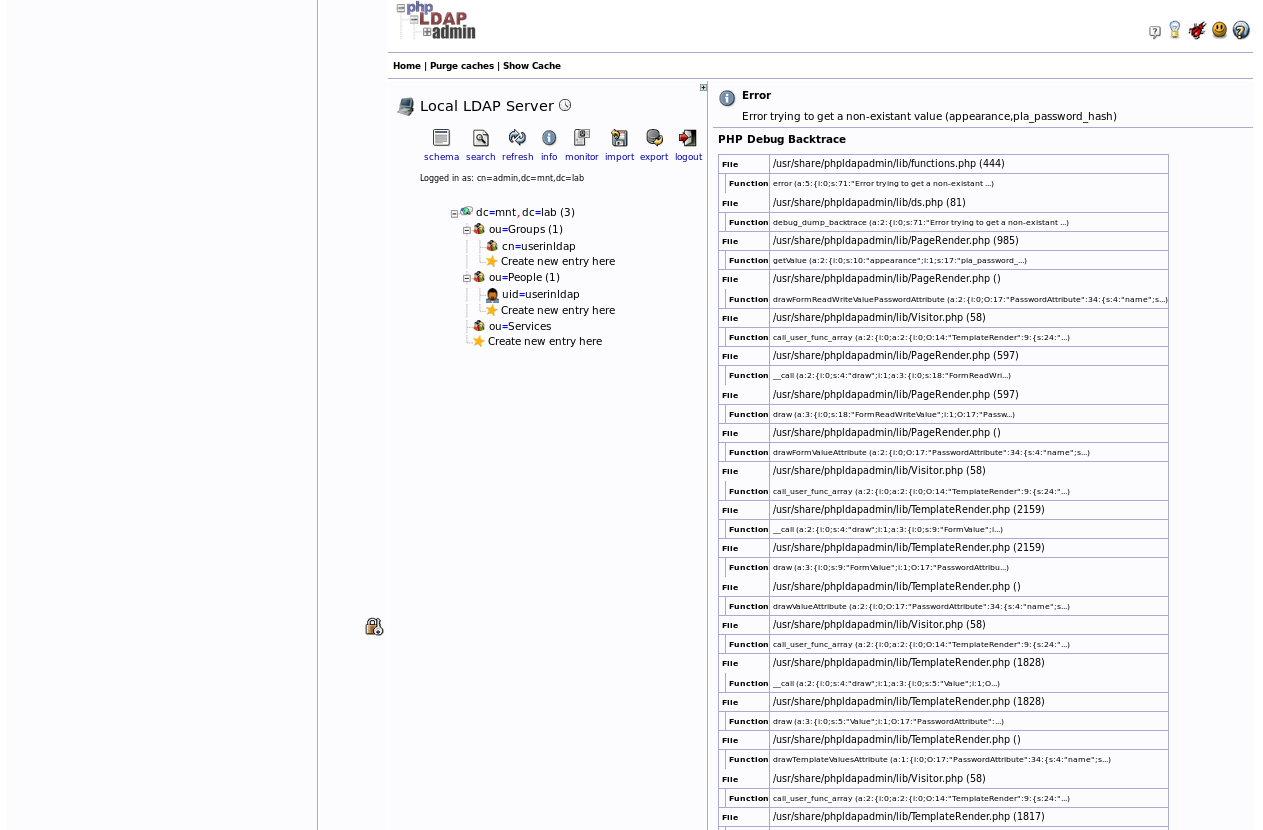 php
LDAP
admin
Home | Purge caches | Show Cache
Local LDAP Server
schema search refresh info monitor import export logout
Logged in as: cn=admin,dc=mnt,dc=lab
dc=mnt, dc=lab (3)
ou=Groups (1)
cn=userinldap
Create new entry here
ou=People (1)
uid=userinldap
Create new entry here
ou=Services
Create new entry here
Error
Error trying to get a non-existant value (appearance,pla_password_hash)
PHP Debug Backtrace
File /usr/share/phpldapadmin/lib/functions.php (444)
Function error (a:5:{i:0;s:71:"Error trying to get a non-existant ...)
File /usr/share/phpldapadmin/lib/ds.php (81)
Function debug_dump_backtrace (a:2:{i:0;s:71:"Error trying to get a non-existant ...)
File /usr/share/phpldapadmin/lib/PageRender.php (985)
Function getValue (a:2:{i:0;s:10:"appearance";i:1;s:17:"pla_password_...)
File /usr/share/phpldapadmin/lib/PageRender.php ()
Function drawFormReadWriteValuePasswordAttribute (a:2:{i:0;O:17:"PasswordAttribute":34:{s:4:"name";s...)
File /usr/share/phpldapadmin/lib/Visitor.php (58)
Function call_user_func_array (a:2:{i:0;a:2:{i:0;O:14:"TemplateRender":9:{s:24:"...)
File /usr/share/phpldapadmin/lib/PageRender.php (597)
Function __call (a:2:{i:0;s:4:"draw";i:1;a:3:{i:0;s:18:"FormReadWri...)
File /usr/share/phpldapadmin/lib/PageRender.php (597)
Function draw (a:3:{i:0;s:18:"FormReadWriteValue";i:1;O:17:"Passw...)
File /usr/share/phpldapadmin/lib/PageRender.php ()
Function drawFormValueAttribute (a:2:{i:0;O:17:"PasswordAttribute":34:{s:4:"name";s...)
File /usr/share/phpldapadmin/lib/Visitor.php (58)
Function call_user_func_array (a:2:{i:0;a:2:{i:0;O:14:"TemplateRender":9:{s:24:"...)
File /usr/share/phpldapadmin/lib/TemplateRender.php (2159)
Function __call (a:2:{i:0;s:4:"draw";i:1;a:3:{i:0;s:9:"FormValue";i...)
File /usr/share/phpldapadmin/lib/TemplateRender.php (2159)
Function draw (a:3:{i:0;s:9:"FormValue";i:1;O:17:"PasswordAttribu...)
File /usr/share/phpldapadmin/lib/TemplateRender.php ()
Function drawValueAttribute (a:2:{i:0;O:17:"PasswordAttribute":34:{s:4:"name";s...)
File /usr/share/phpldapadmin/lib/Visitor.php (58)
Function call_user_func_array (a:2:{i:0;a:2:{i:0;O:14:"TemplateRender":9:{s:24:"...)
File /usr/share/phpldapadmin/lib/TemplateRender.php (1828)
Function __call (a:2:{i:0;s:4:"draw";i:1;a:3:{i:0;s:5:"Value";i:1;O...)
File /usr/share/phpldapadmin/lib/TemplateRender.php (1828)
Function draw (a:3:{i:0;s:5:"Value";i:1;O:17:"PasswordAttribute":...)
File /usr/share/phpldapadmin/lib/TemplateRender.php ()
Function drawTemplateValuesAttribute (a:1:{i:0;O:17:"PasswordAttribute":34:{s:4:"name";s...)
File /usr/share/phpldapadmin/lib/Visitor.php (58)
Function call_user_func_array (a:2:{i:0;a:2:{i:0;O:14:"TemplateRender":9:{s:24:"...)
File /usr/share/phpldapadmin/lib/TemplateRender.php (1817)